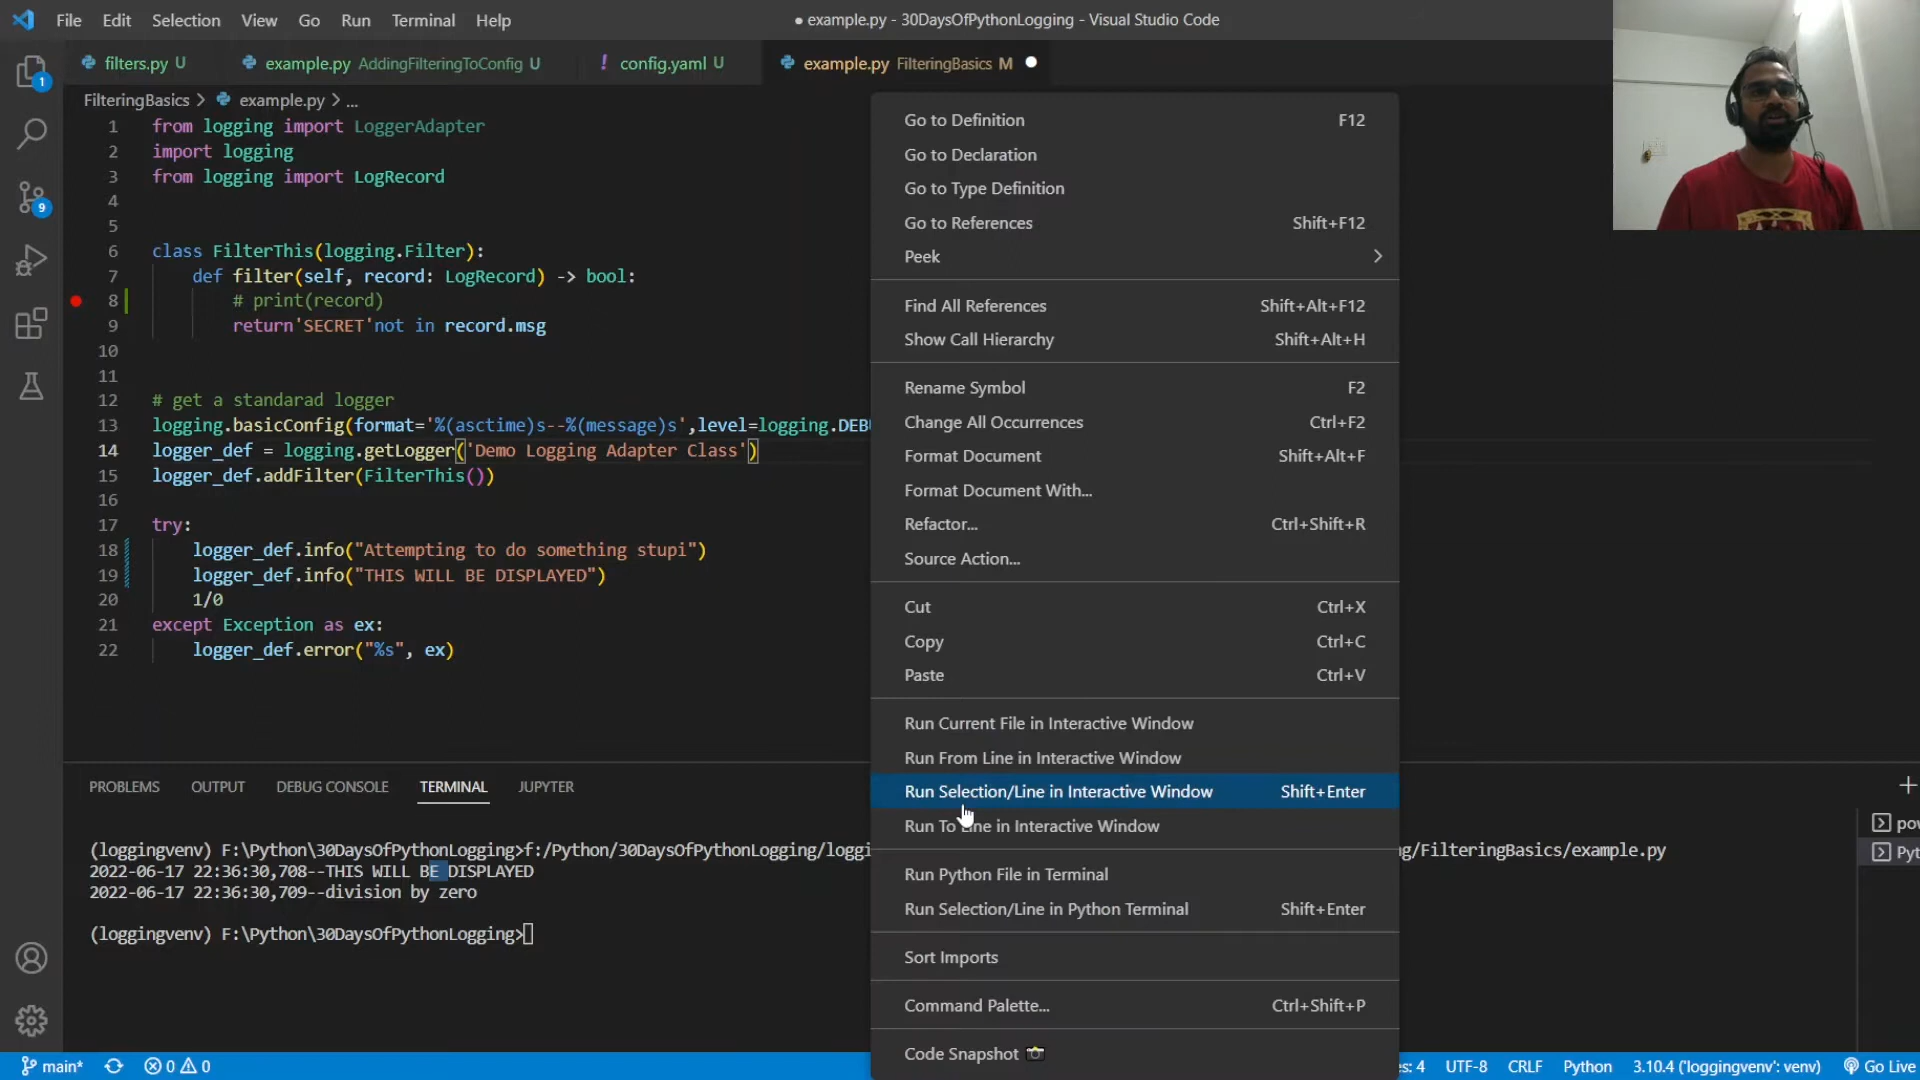 File Edit Selection View Go Run Terminal Help
● example.py - 30DaysOfPythonLogging - Visual Studio Code
filters.py U
example.py AddingFilteringToConfig U
! config.yaml U
example.py FilteringBasics M ●
FilteringBasics > example.py > ...
1 from logging import LoggerAdapter
2 import logging
3 from logging import LogRecord
4
5
6 class FilterThis(logging.Filter):
7 def filter(self, record: LogRecord) -> bool:
8 # print(record)
9 return'SECRET'not in record.msg
10
11
12 # get a standarad logger
13 logging.basicConfig(format='%(asctime)s--%(message)s',level=logging.DEBU
14 logger_def = logging.getLogger('Demo Logging Adapter Class')
15 logger_def.addFilter(FilterThis())
16
17 try:
18 logger_def.info("Attempting to do something stupi")
19 logger_def.info("THIS WILL BE DISPLAYED")
20 1/0
21 except Exception as ex:
22 logger_def.error("%s", ex)
Go to Definition F12
Go to Declaration
Go to Type Definition
Go to References Shift+F12
Peek >
Find All References Shift+Alt+F12
Show Call Hierarchy Shift+Alt+H
Rename Symbol F2
Change All Occurrences Ctrl+F2
Format Document Shift+Alt+F
Format Document With...
Refactor... Ctrl+Shift+R
Source Action...
Cut Ctrl+X
Copy Ctrl+C
Paste Ctrl+V
Run Current File in Interactive Window
Run From Line in Interactive Window
Run Selection/Line in Interactive Window Shift+Enter
Run To Line in Interactive Window
Run Python File in Terminal
Run Selection/Line in Python Terminal Shift+Enter
Sort Imports
Command Palette... Ctrl+Shift+P
Code Snapshot
1
9
PROBLEMS OUTPUT DEBUG CONSOLE TERMINAL JUPYTER
(loggingvenv) F:\Python\30DaysOfPythonLogging>f:/Python/30DaysOfPythonLogging/loggi
ng/FilteringBasics/example.py
2022-06-17 22:36:30,708--THIS WILL BE DISPLAYED
2022-06-17 22:36:30,709--division by zero
(loggingvenv) F:\Python\30DaysOfPythonLogging>
pow
Pyt
main* 0 0
es: 4 UTF-8 CRLF Python 3.10.4 ('loggingvenv': venv) Go Live